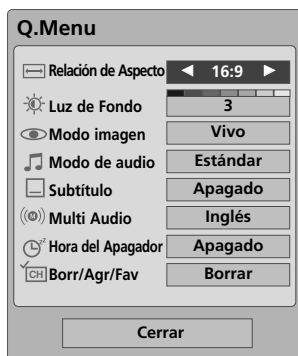 Q.Menu
Relación de Aspecto ◀ 16:9 ▶
Luz de Fondo 3
Modo imagen Vivo
Modo de audio Estándar
Subtítulo Apagado
Multi Audio Inglés
Hora del Apagador Apagado
CH Borr/Agr/Fav Borrar
Cerrar